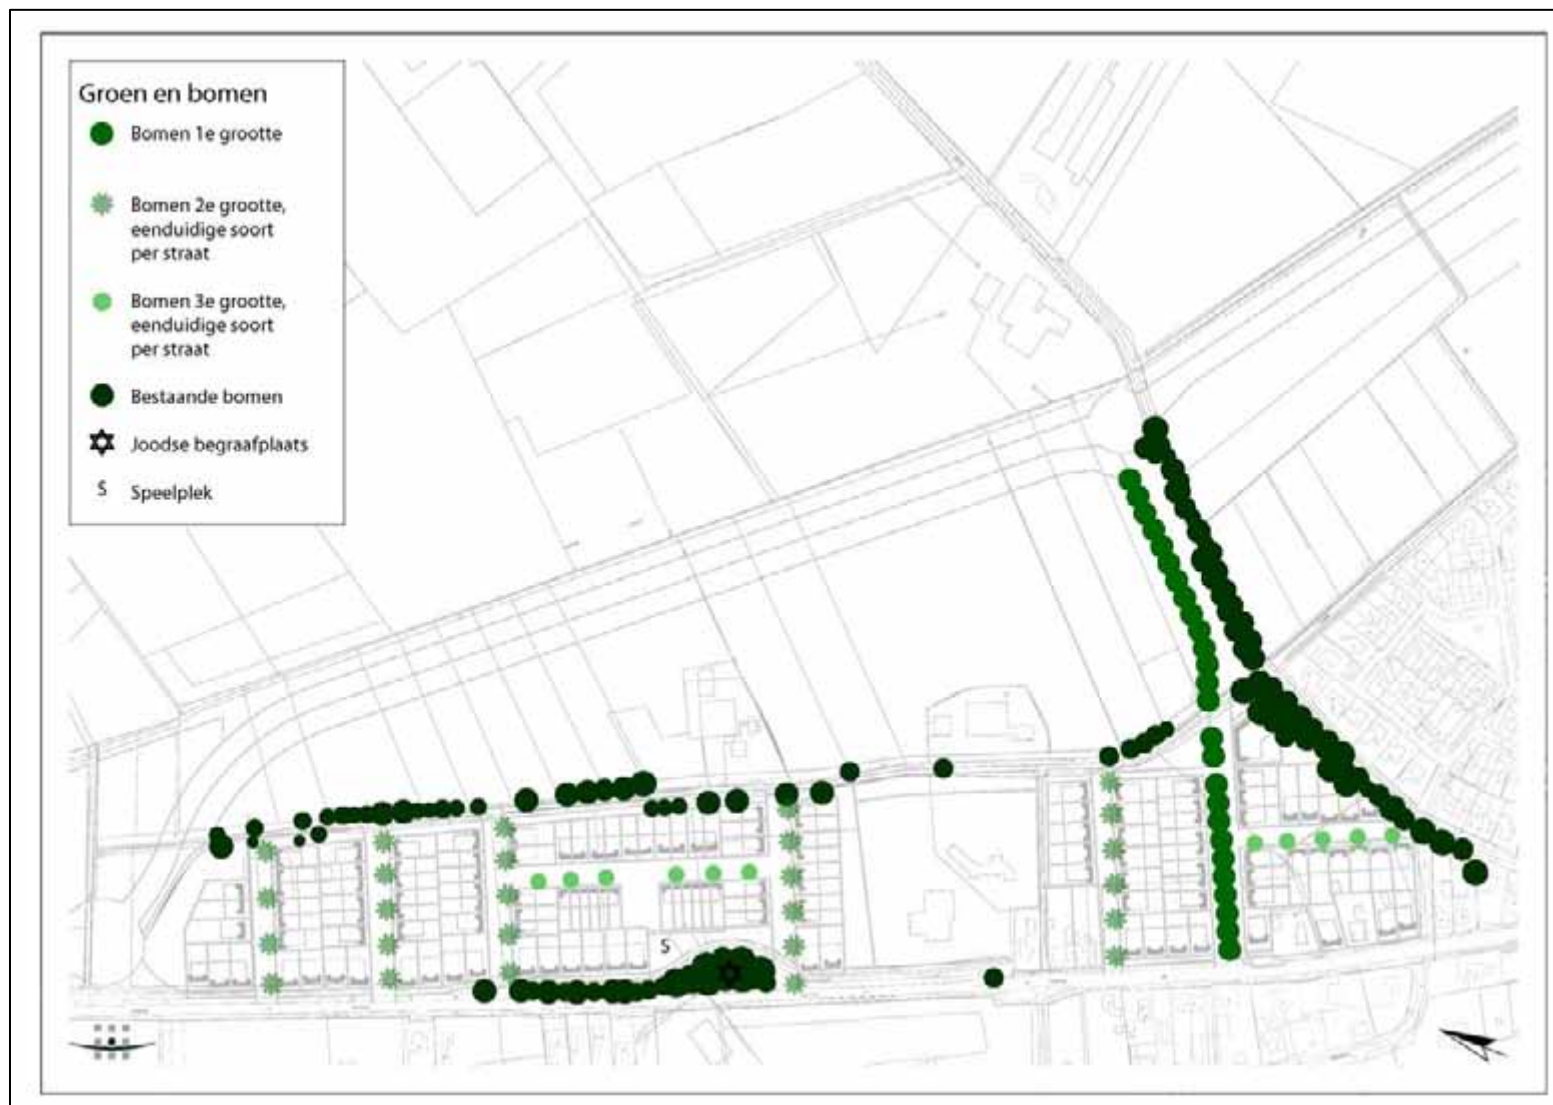 Groen en bomen
Bomen 1e grootte
Bomen 2e grootte,
eenduidige soort
per straat
Bomen 3e grootte,
eenduidige soort
per straat
Bestaande bomen
Joodse begraafplaats
S Speelplek
S